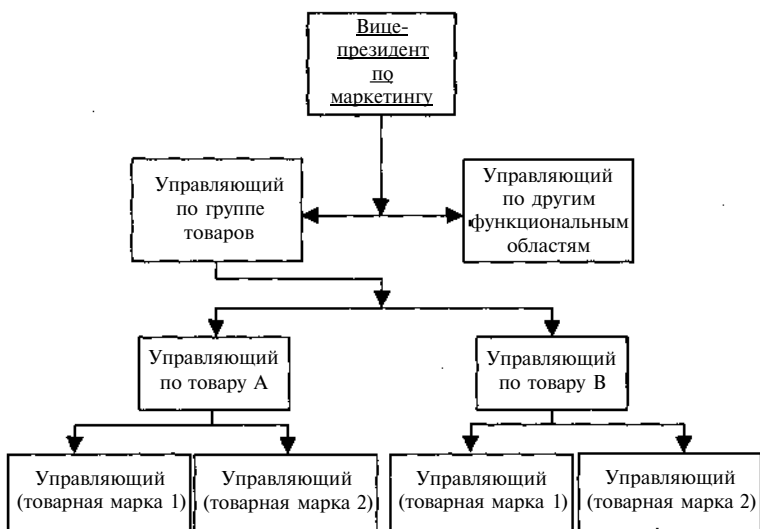 Вице-
президент
по
маркетингу
Управляющий
по группе
товаров
Управляющий
по другим
функциональным
областям
Управляющий
по товару А
Управляющий
по товару В
Управляющий
(товарная марка 1)
Управляющий
(товарная марка 2)
Управляющий
(товарная марка 1)
Управляющий
(товарная марка 2)